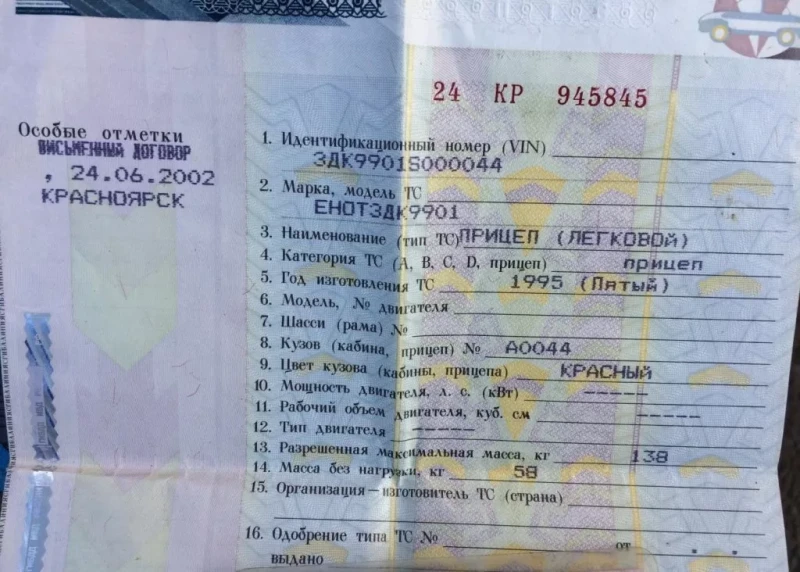 24 КР 945845
Особые отметки
ПИСЬМЕННЫЙ ДОГОВОР
, 24.06.2002
КРАСНОЯРСК
1. Идентификационный номер (VIN)
ЗДК9901S000044
2. Марка, модель ТС
ЕНОТЗДК9901
3. Наименование (тип ТС) ПРИЦЕП (ЛЕГКОВОЙ)
4. Категория ТС (А, В, С, D, прицеп) прицеп
5. Год изготовления ТС 1995 (Пятый)
6. Модель, № двигателя
7. Шасси (рама) №
8. Кузов (кабина, прицеп) № А0044
9. Цвет кузова (кабины, прицепа) КРАСНЫЙ
10. Мощность двигателя, л. с. (кВт) -----
11. Рабочий объем двигателя, куб. см -----
12. Тип двигателя -----
13. Разрешенная максимальная масса, кг 138
14. Масса без нагрузки, кг 58
15. Организация—изготовитель ТС (страна)
16. Одобрение типа ТС № от . .
выдано